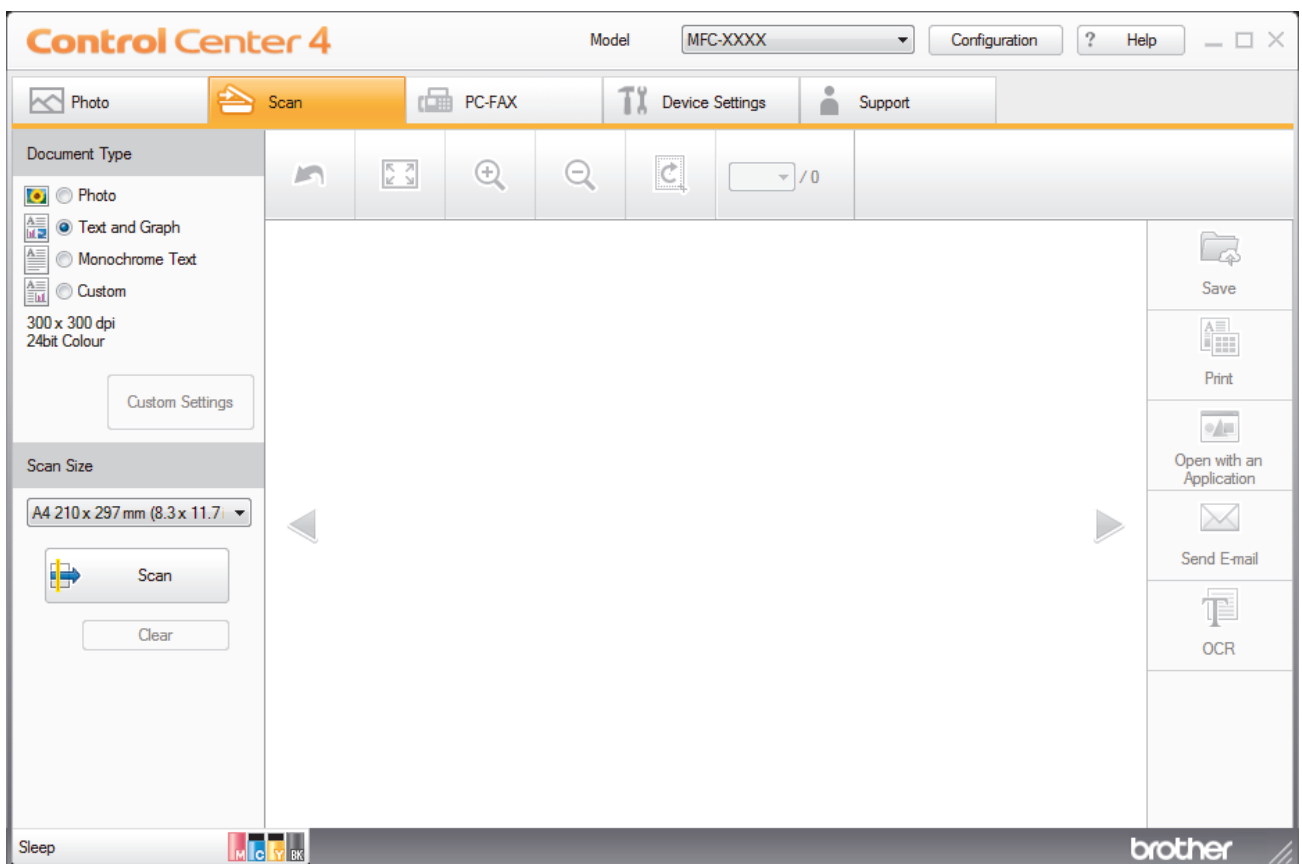 Control Center 4
Model MFC-XXXX Configuration ? Help
Photo Scan PC-FAX Device Settings Support
Document Type
Photo
Text and Graph
Monochrome Text
Custom
300 x 300 dpi
24bit Colour
Custom Settings
Scan Size
A4 210 x 297 mm (8.3 x 11.7
Scan
Clear
/ 0
Save
Print
Open with an
Application
Send E-mail
OCR
Sleep
M C Y BK
brother